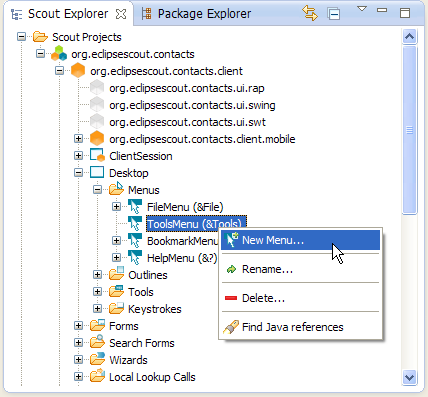 Scout Explorer Package Explorer
Scout Projects
org.eclipsescout.contacts
org.eclipsescout.contacts.client
org.eclipsescout.contacts.ui.rap
org.eclipsescout.contacts.ui.swing
org.eclipsescout.contacts.ui.swt
org.eclipsescout.contacts.client.mobile
ClientSession
Desktop
Menus
FileMenu (&File)
ToolsMenu (&Tools)
BookmarkMenu
HelpMenu (&?)
Outlines
Tools
Keystrokes
Forms
Search Forms
Wizards
Local Lookup Calls
New Menu...
Rename...
Delete...
Find Java references